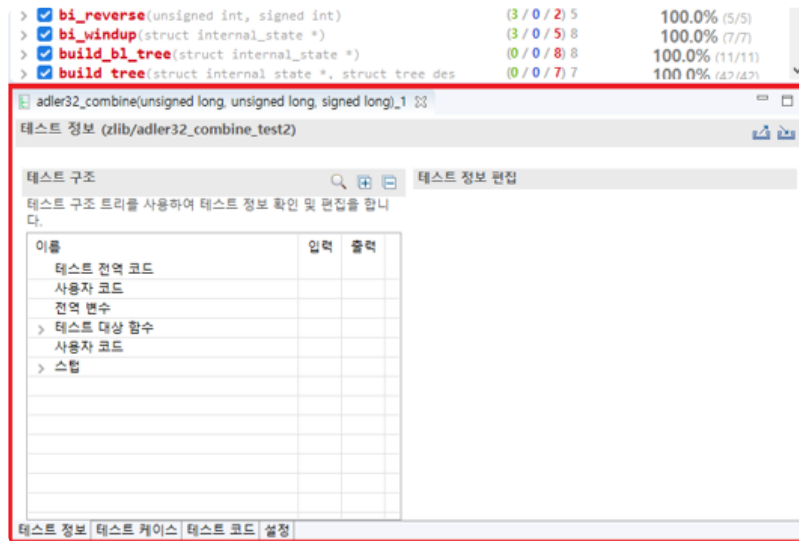 bi_reverse(unsigned int, signed int) (3 / 0 / 2) 5 100.0% (5/5)
bi_windup(struct internal_state *) (3 / 0 / 5) 8 100.0% (7/7)
build_bl_tree(struct internal_state *) (0 / 0 / 8) 8 100.0% (11/11)
build tree(struct internal state *, struct tree des (0 / 0 / 7) 7 100.0% (42/42)
adler32_combine(unsigned long, unsigned long, signed long)_1
테스트 정보 (zlib/adler32_combine_test2)
테스트 구조
테스트 정보 편집
테스트 구조 트리를 사용하여 테스트 정보 확인 및 편집을 합니
다.
이름 입력 출력
테스트 전역 코드
사용자 코드
전역 변수
테스트 대상 함수
사용자 코드
스텁
테스트 정보 테스트 케이스 테스트 코드 설정